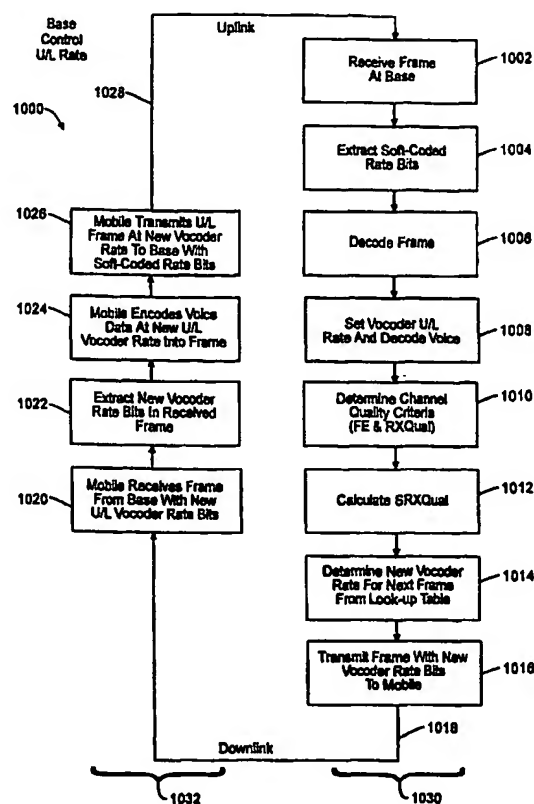 Base
Control
U/L Rate
1000
Uplink
1028
Receive Frame
At Base
1002
Extract Soft-Coded
Rate Bits
1004
Decode Frame
1006
Set Vocoder U/L
Rate And Decode Voice
1008
Determine Channel
Quality Criteria
(FE & RXQual)
1010
Calculate SRXQual
1012
Determine New Vocoder
Rate For Next Frame
From Look-up Table
1014
Transmit Frame With New
Vocoder Rate Bits
To Mobile
1016
1018
Downlink
1026
Mobile Transmits U/L
Frame At New Vocoder
Rate To Base With
Soft-Coded Rate Bits
1024
Mobile Encodes Voice
Data At New U/L
Vocoder Rate Into Frame
1022
Extract New Vocoder
Rate Bits In Received
Frame
1020
Mobile Receives Frame
From Base With New
U/L Vocoder Rate Bits
1032
1030